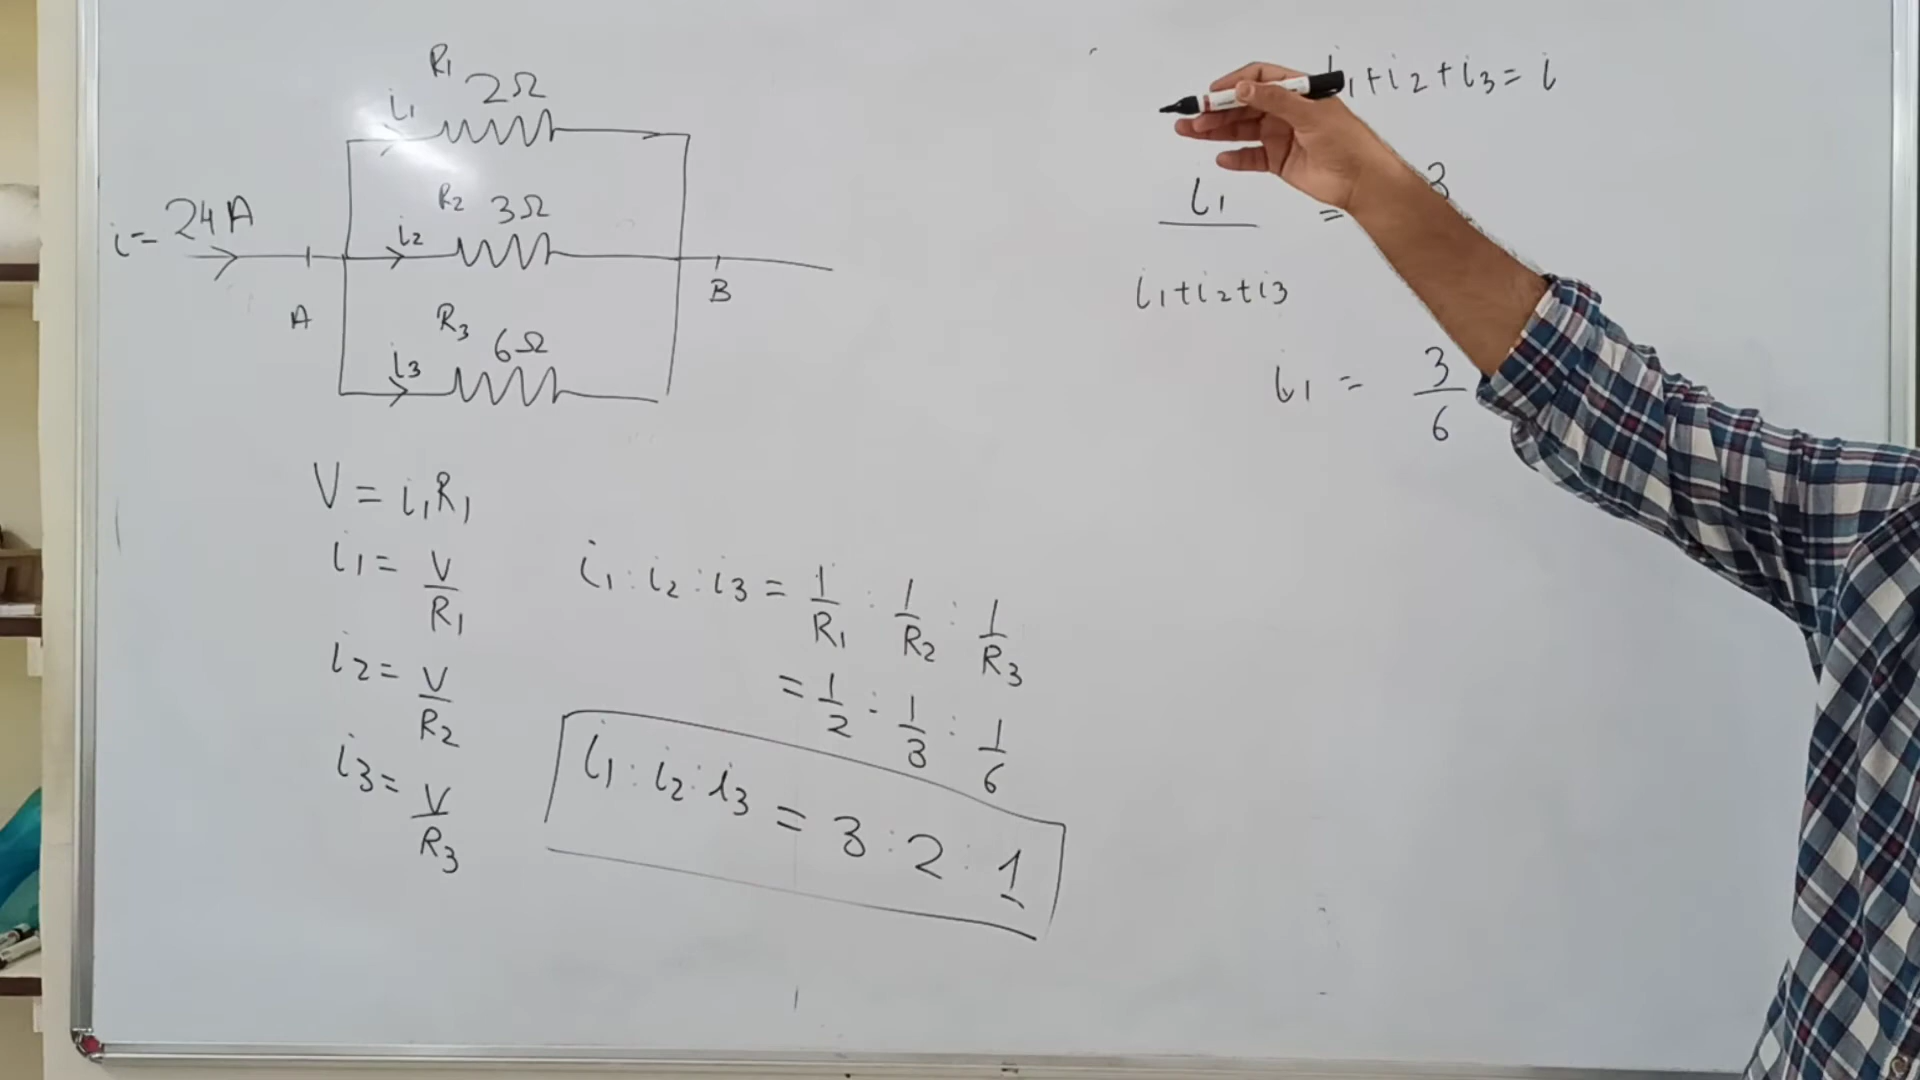 R1 2Ω
i1
i = 24 A
R2 3Ω
i2
A
B
R3 6Ω
i3
V = i1R1
i1 = V/R1
i2 = V/R2
i3 = V/R3
i1 : i2 : i3 = 1/R1 : 1/R2 : 1/R3
= 1/2 : 1/3 : 1/6
i1 : i2 : i3 = 3 : 2 : 1
i1+i2+i3 = i
i1/i1+i2+i3 = 3
i1 = 3/6